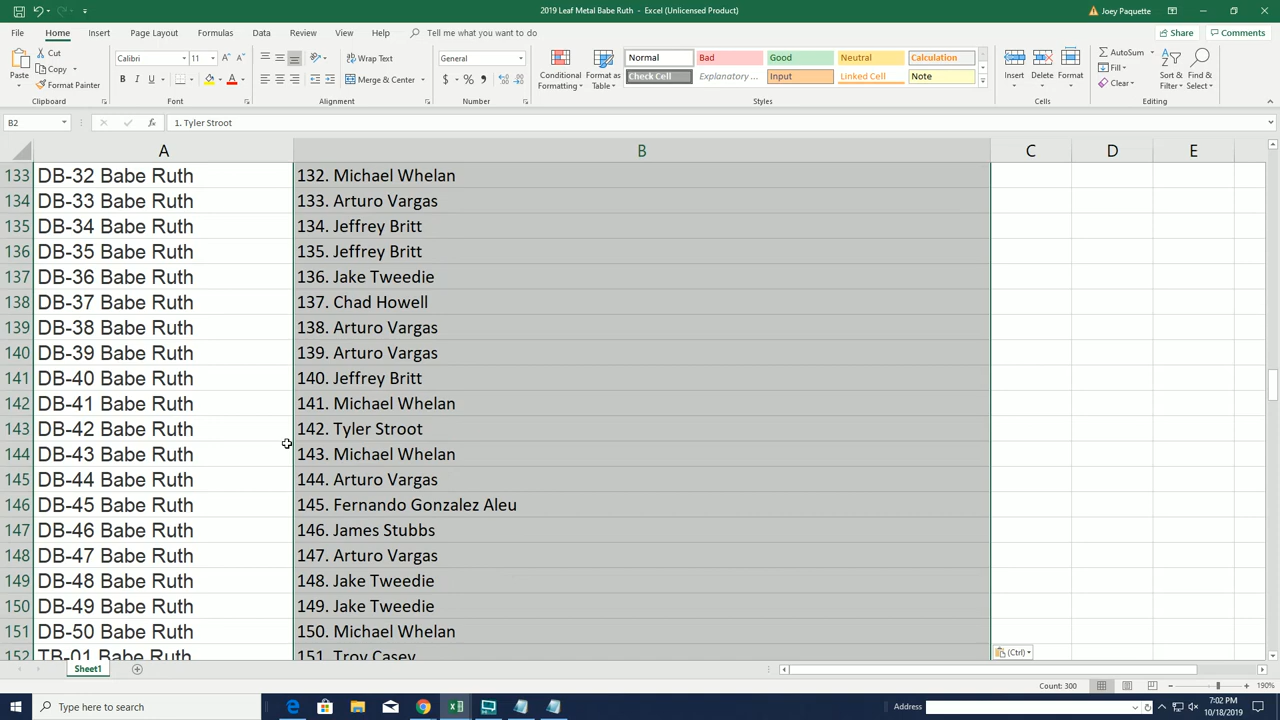 2019 Leaf Metal Babe Ruth - Excel (Unlicensed Product)
Joey Paquette
File Home Insert Page Layout Formulas Data Review View Help Tell me what you want to do Share Comments
Paste Cut Copy Format Painter Clipboard
Calibri 11 B I U A A Font
Wrap Text Merge & Center Alignment
General $ % Number
Conditional Formatting Format as Table Normal Bad Good Neutral Calculation
Check Cell Explanatory ... Input Linked Cell Note Styles
Insert Delete Format Cells
AutoSum Fill Clear Sort & Filter Find & Select Editing
B2 fx 1. Tyler Stroot
A B C D E
133 DB-32 Babe Ruth 132. Michael Whelan
134 DB-33 Babe Ruth 133. Arturo Vargas
135 DB-34 Babe Ruth 134. Jeffrey Britt
136 DB-35 Babe Ruth 135. Jeffrey Britt
137 DB-36 Babe Ruth 136. Jake Tweedie
138 DB-37 Babe Ruth 137. Chad Howell
139 DB-38 Babe Ruth 138. Arturo Vargas
140 DB-39 Babe Ruth 139. Arturo Vargas
141 DB-40 Babe Ruth 140. Jeffrey Britt
142 DB-41 Babe Ruth 141. Michael Whelan
143 DB-42 Babe Ruth 142. Tyler Stroot
144 DB-43 Babe Ruth 143. Michael Whelan
145 DB-44 Babe Ruth 144. Arturo Vargas
146 DB-45 Babe Ruth 145. Fernando Gonzalez Aleu
147 DB-46 Babe Ruth 146. James Stubbs
148 DB-47 Babe Ruth 147. Arturo Vargas
149 DB-48 Babe Ruth 148. Jake Tweedie
150 DB-49 Babe Ruth 149. Jake Tweedie
151 DB-50 Babe Ruth 150. Michael Whelan
152 TB-01 Babe Ruth 151. Troy Casey
(Ctrl)
Sheet1
Count: 300 190%
Type here to search Address 7:02 PM
10/18/2019